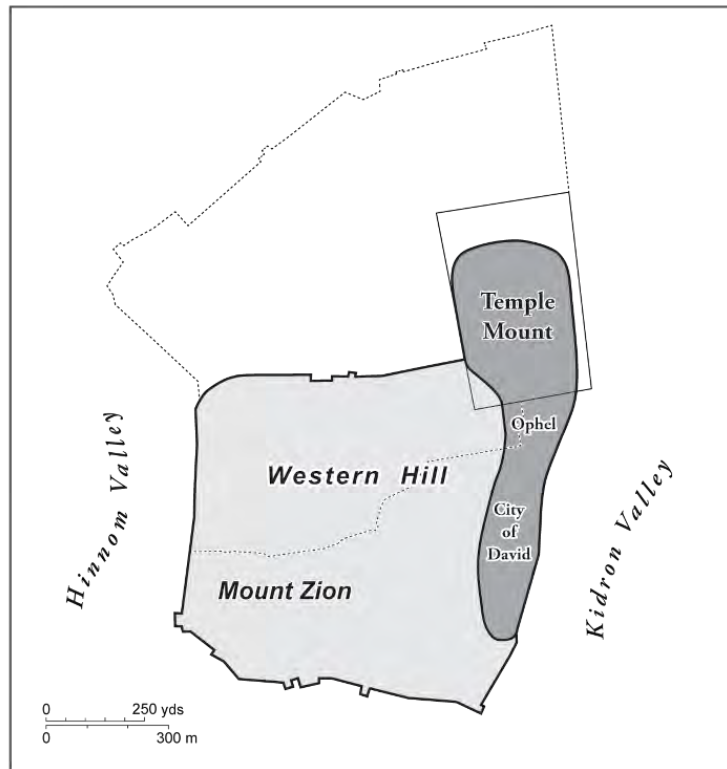 Temple
Mount
Ophel
Western Hill
City
of
David
Mount Zion
Hinnom Valley
Kidron Valley
0 250 yds
0 300 m